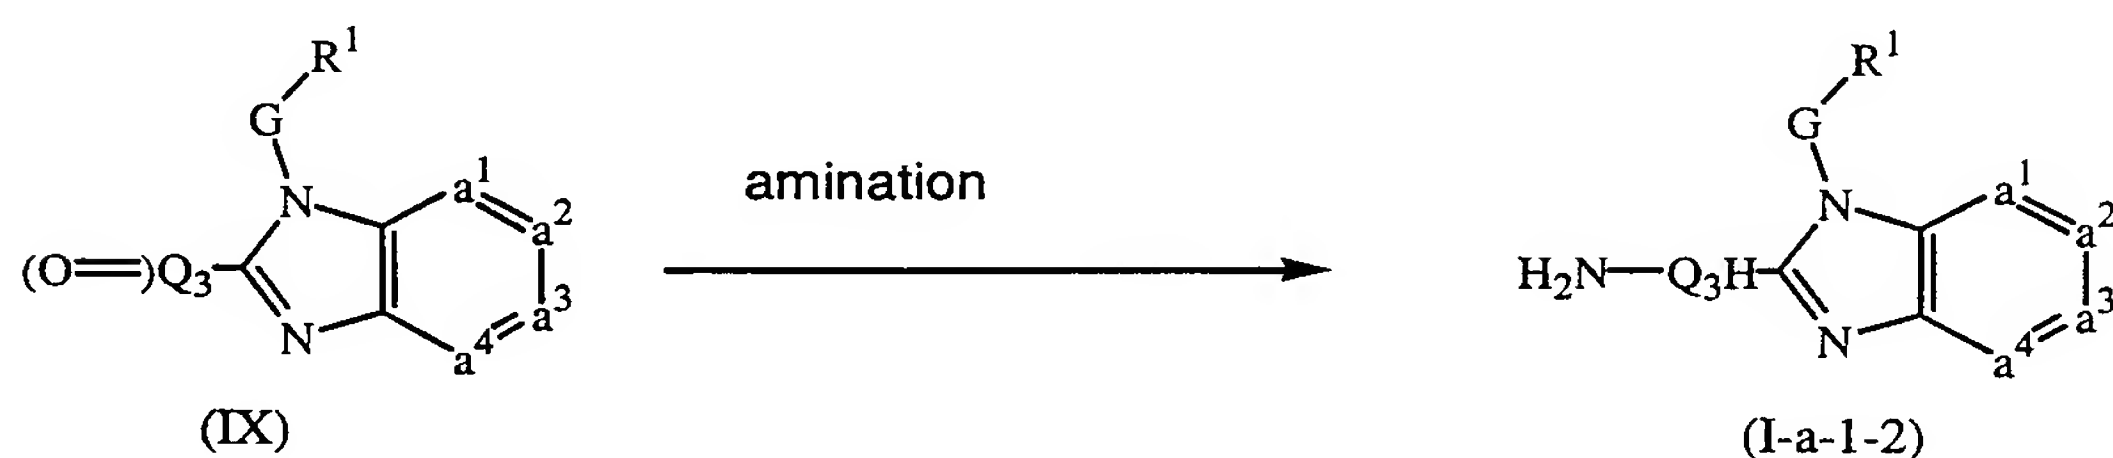 R¹ R¹
G G
N a¹ amination N a¹
a² a²
(O═)Q₃ H₂N—Q₃H
a³ a³
N a⁴ N a⁴
(IX) (I-a-1-2)